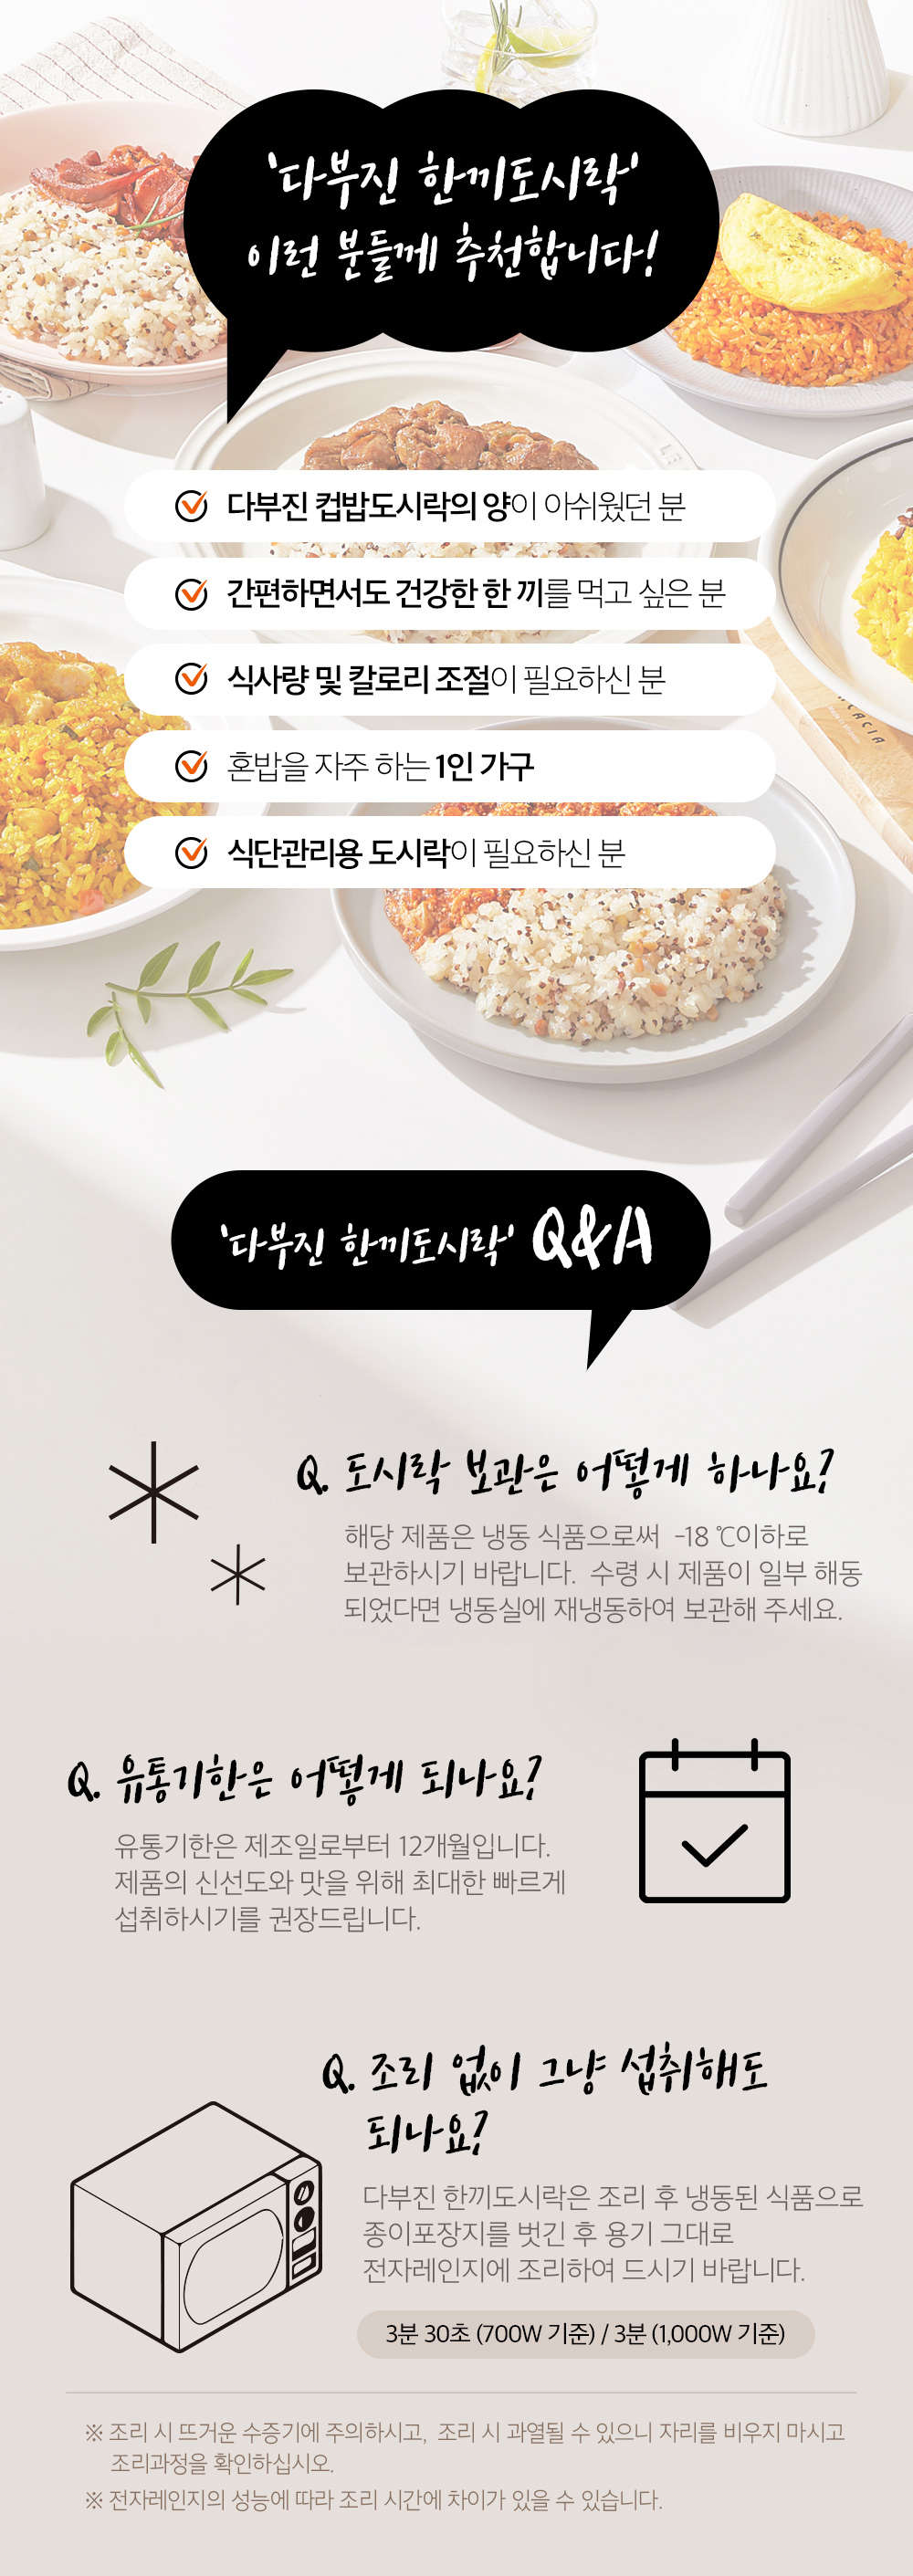 '다부진 한끼도시락'
이런 분들께 추천합니다!
다부진 컵밥도시락의 양이 아쉬웠던 분
간편하면서도 건강한 한 끼를 먹고 싶은 분
식사량 및 칼로리 조절이 필요하신 분
혼밥을 자주 하는 1인 가구
식단관리용 도시락이 필요하신 분
ACACIA
'다부진 한끼도시락' Q&A
Q. 도시락 보관은 어떻게 하나요?
해당 제품은 냉동 식품으로써 -18 ℃이하로
보관하시기 바랍니다. 수령 시 제품이 일부 해동
되었다면 냉동실에 재냉동하여 보관해 주세요.
Q. 유통기한은 어떻게 되나요?
유통기한은 제조일로부터 12개월입니다.
제품의 신선도와 맛을 위해 최대한 빠르게
섭취하시기를 권장드립니다.
Q. 조리 없이 그냥 섭취해도
되나요?
다부진 한끼도시락은 조리 후 냉동된 식품으로
종이포장지를 벗긴 후 용기 그대로
전자레인지에 조리하여 드시기 바랍니다.
3분 30초 (700W 기준) / 3분 (1,000W 기준)
※ 조리 시 뜨거운 수증기에 주의하시고, 조리 시 과열될 수 있으니 자리를 비우지 마시고
조리과정을 확인하십시오.
※ 전자레인지의 성능에 따라 조리 시간에 차이가 있을 수 있습니다.